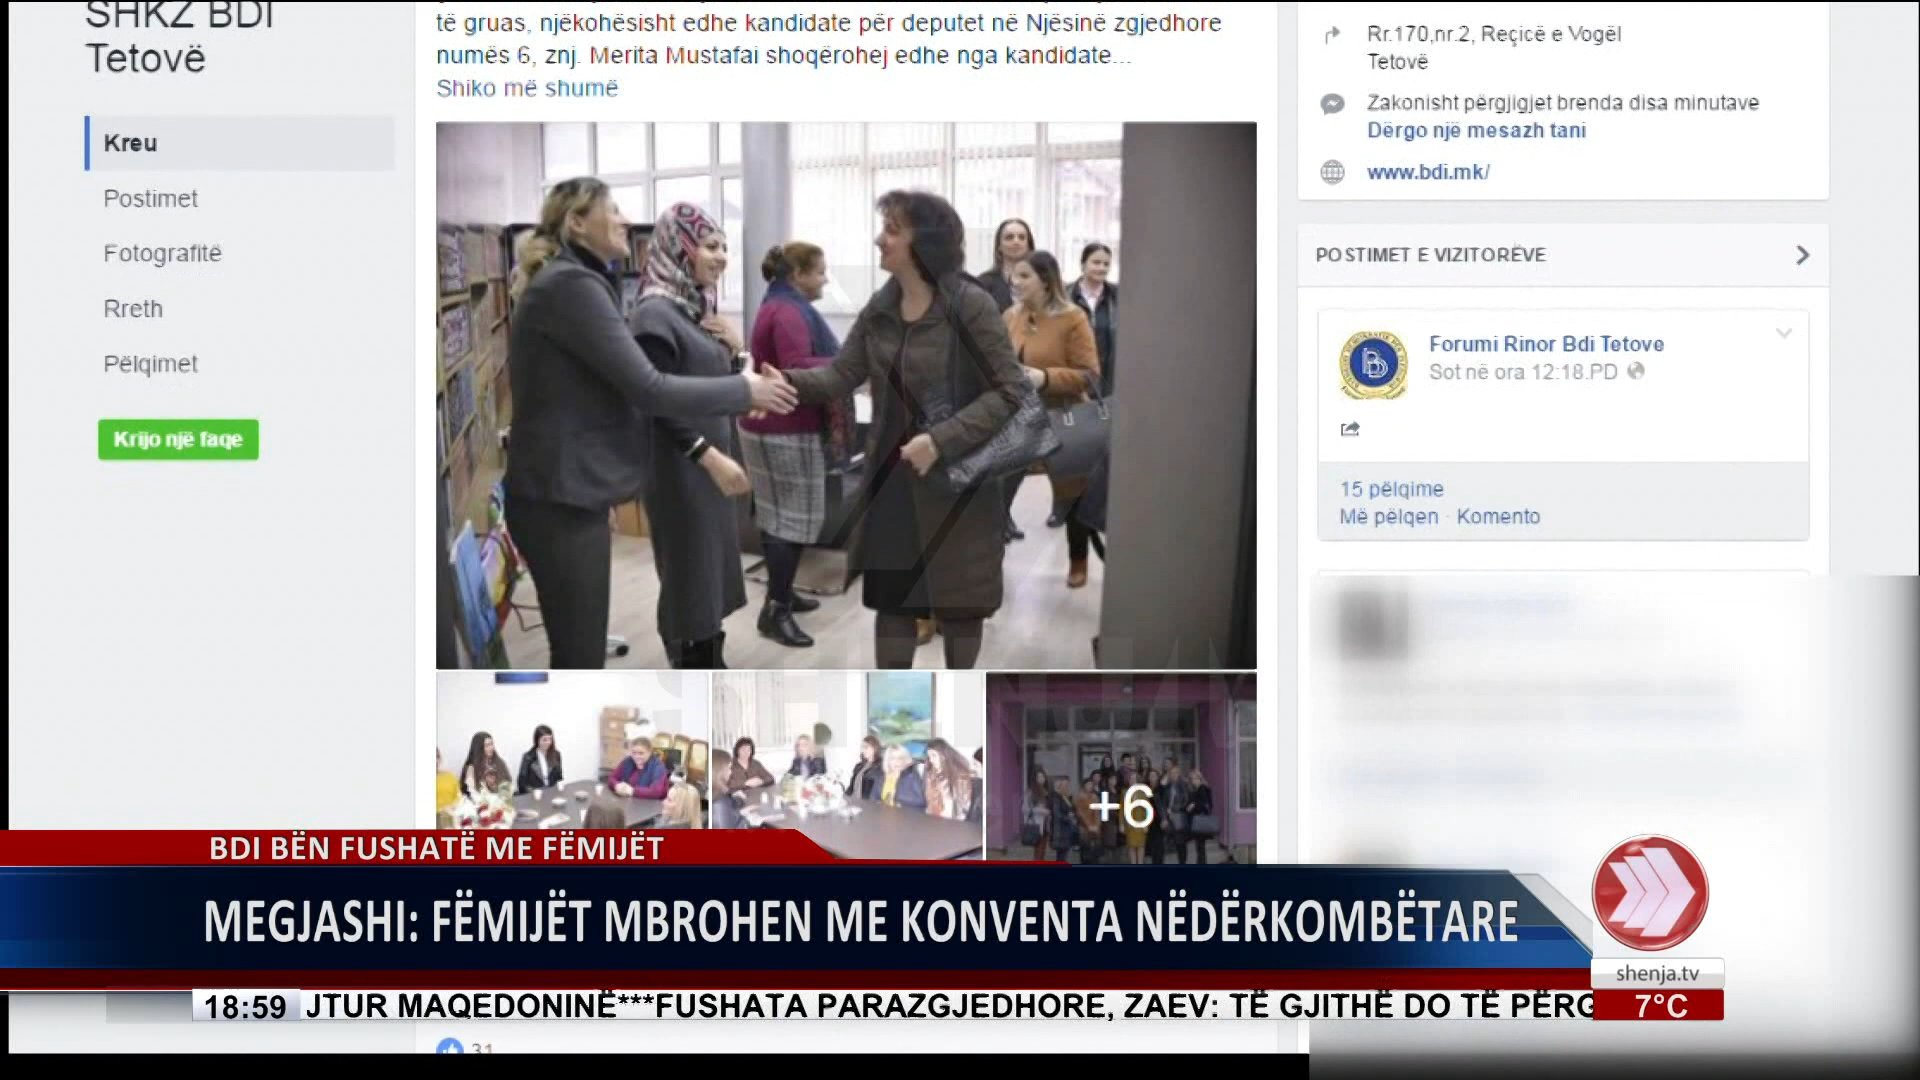 SHKZ BDI
Tetovë
Kreu
Postimet
Fotografitë
Rreth
Pëlqimet
Krijo një faqe
të gruas, njëkohësisht edhe kandidate për deputet në Njësinë zgjedhore
numës 6, znj. Merita Mustafai shoqërohej edhe nga kandidate...
Shiko më shumë
+6
31
Rr.170,nr.2, Reçicë e Vogël
Tetovë
Zakonisht përgjigjet brenda disa minutave
Dërgo një mesazh tani
www.bdi.mk/
POSTIMET E VIZITORËVE
Forumi Rinor Bdi Tetove
Sot në ora 12:18.PD
15 pëlqime
Më pëlqen · Komento
SHENJA
BDI BËN FUSHATË ME FËMIJËT
MEGJASHI: FËMIJËT MBROHEN ME KONVENTA NËDËRKOMBËTARE
shenja.tv
18:59 JTUR MAQEDONINË***FUSHATA PARAZGJEDHORE, ZAEV: TË GJITHË DO TË PËRG
7°C